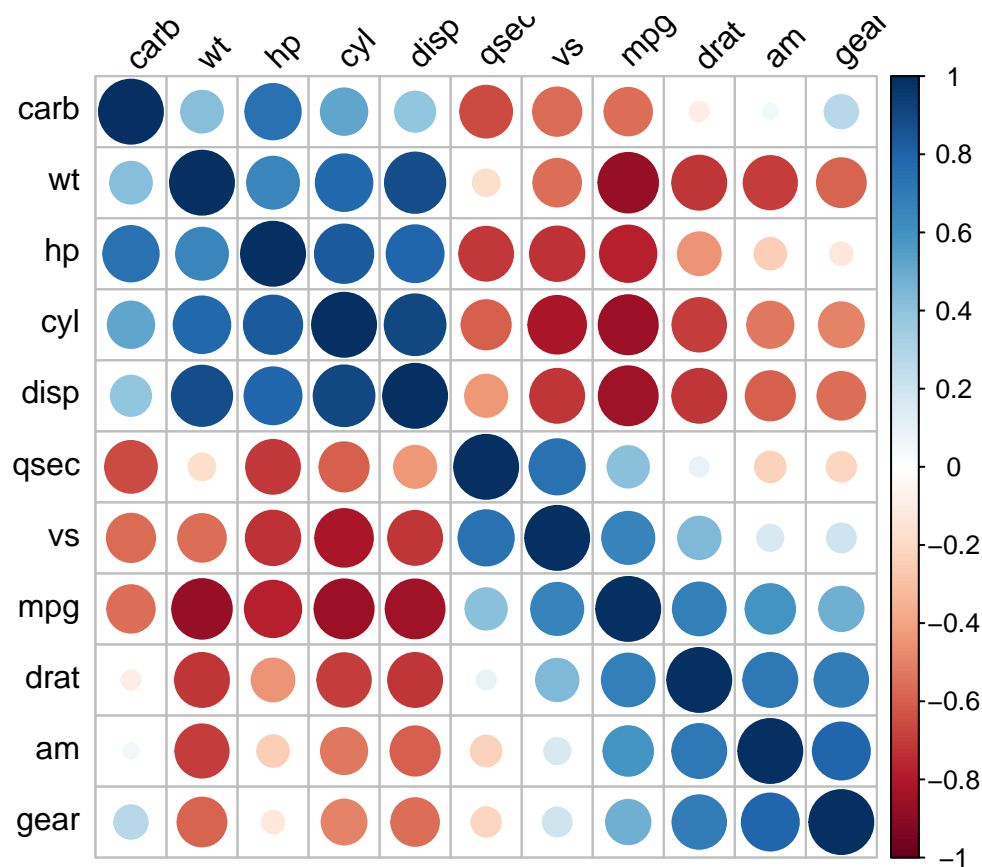 carb wt hp cyl disp qsec vs mpg drat am gear
carb
wt
hp
cyl
disp
qsec
vs
mpg
drat
am
gear
1
0.8
0.6
0.4
0.2
0
−0.2
−0.4
−0.6
−0.8
−1